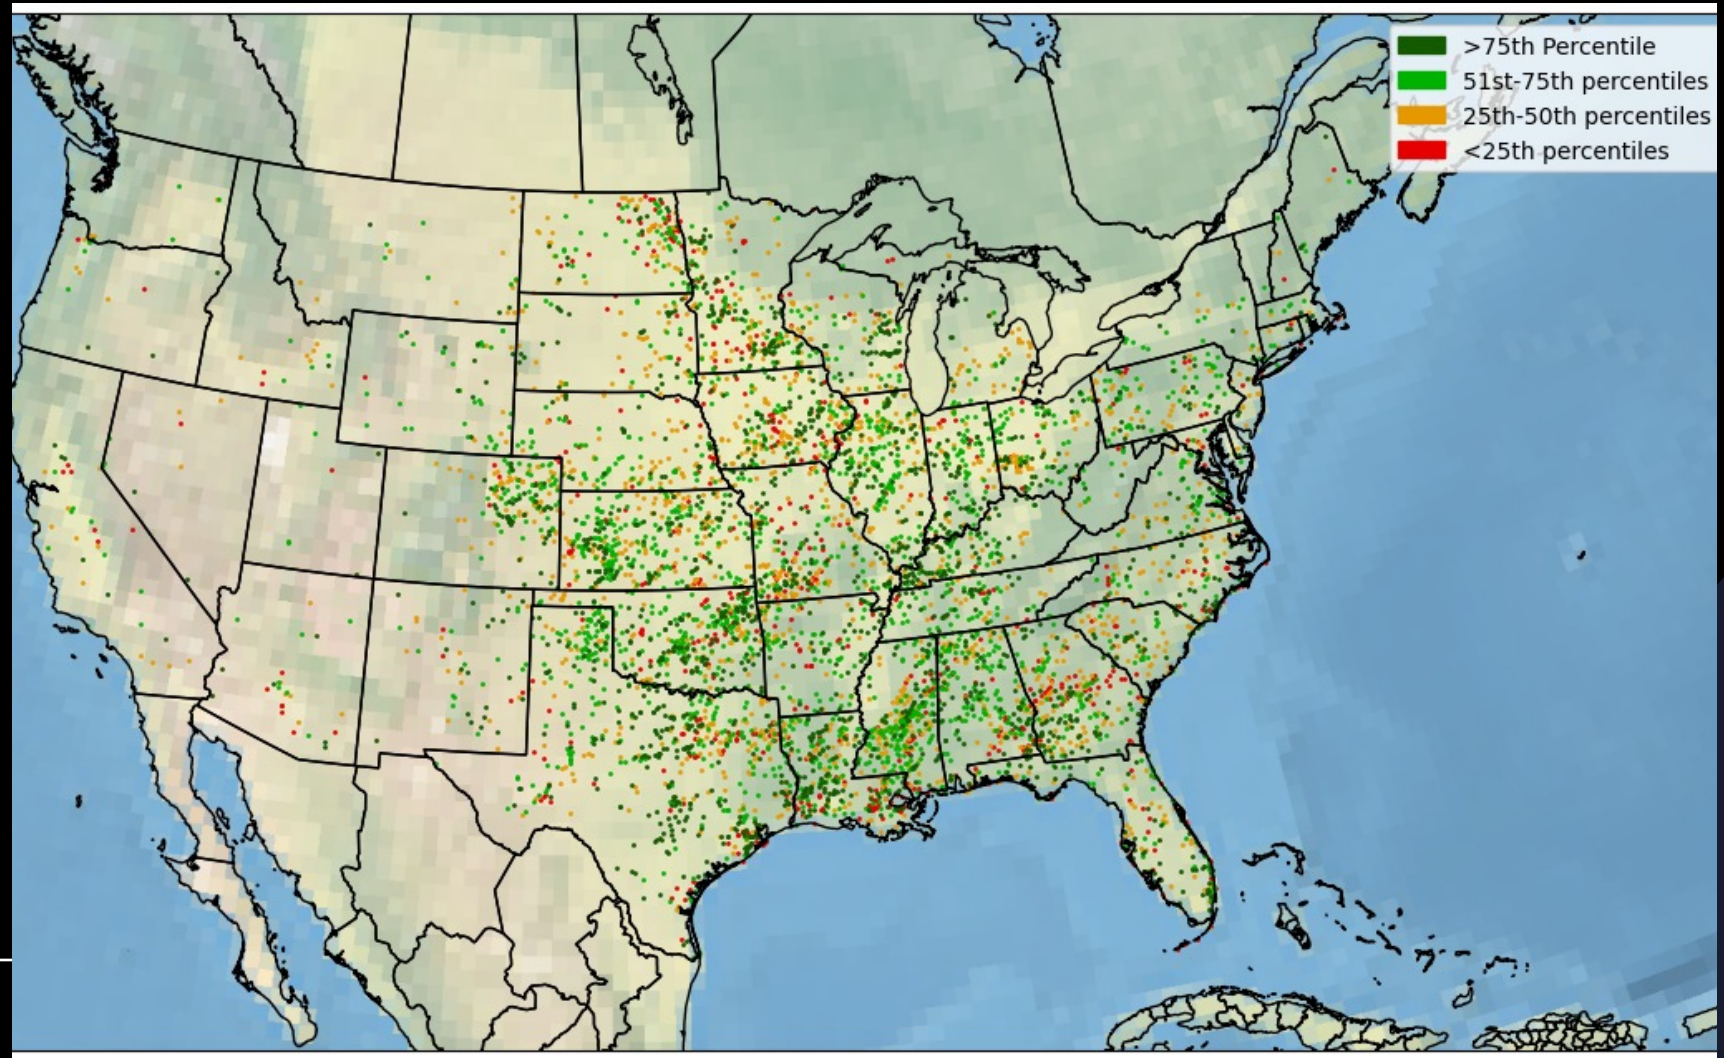 >75th Percentile
51st-75th percentiles
25th-50th percentiles
<25th percentiles